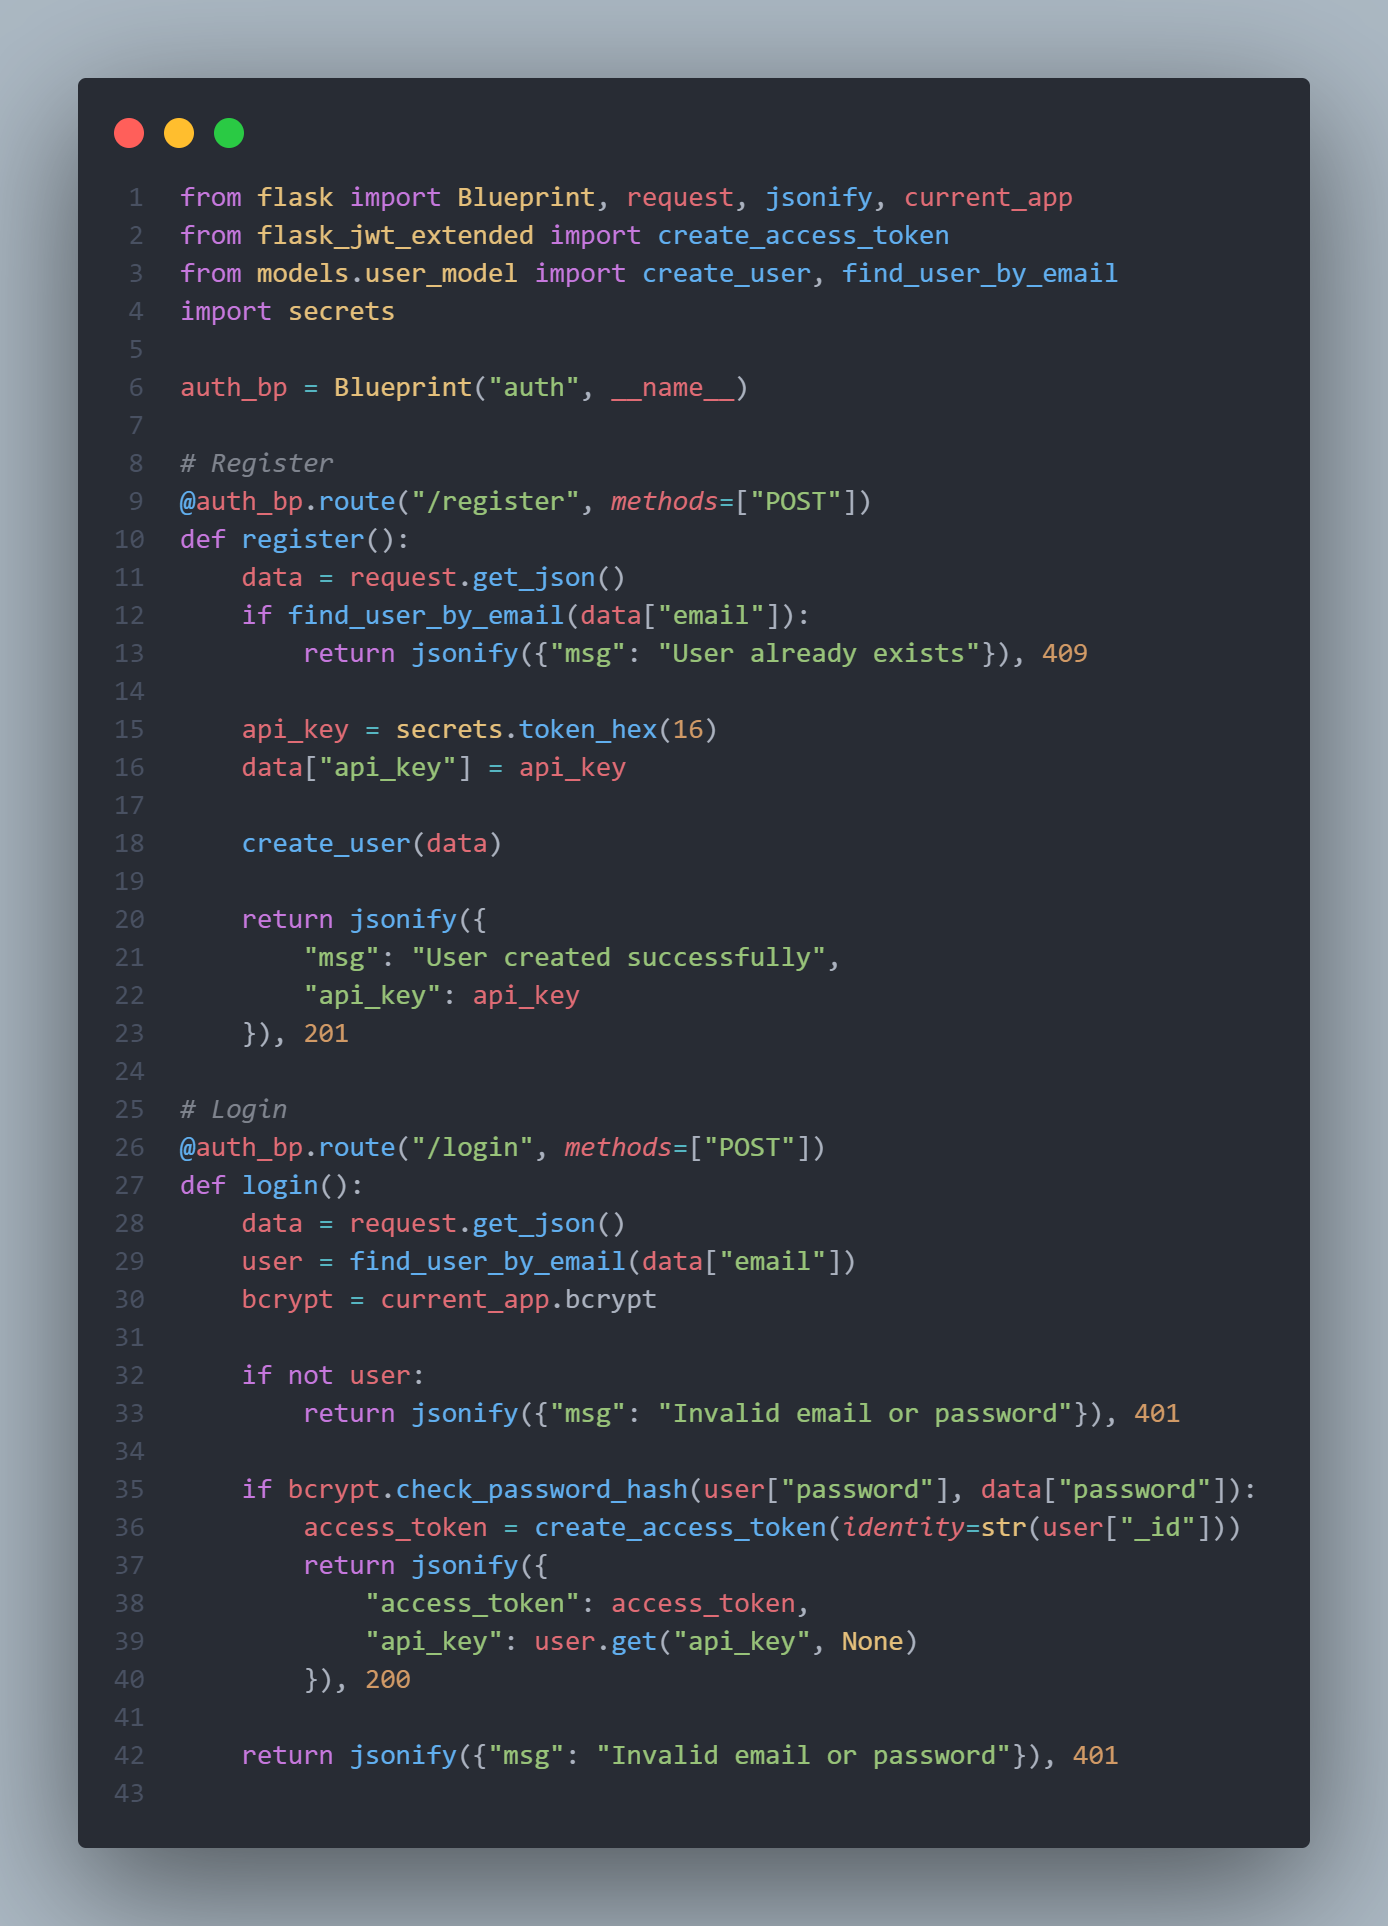 1 from flask import Blueprint, request, jsonify, current_app
2 from flask_jwt_extended import create_access_token
3 from models.user_model import create_user, find_user_by_email
4 import secrets
5
6 auth_bp = Blueprint("auth", __name__)
7
8 # Register
9 @auth_bp.route("/register", methods=["POST"])
10 def register():
11     data = request.get_json()
12     if find_user_by_email(data["email"]):
13         return jsonify({"msg": "User already exists"}), 409
14
15     api_key = secrets.token_hex(16)
16     data["api_key"] = api_key
17
18     create_user(data)
19
20     return jsonify({
21         "msg": "User created successfully",
22         "api_key": api_key
23     }), 201
24
25 # Login
26 @auth_bp.route("/login", methods=["POST"])
27 def login():
28     data = request.get_json()
29     user = find_user_by_email(data["email"])
30     bcrypt = current_app.bcrypt
31
32     if not user:
33         return jsonify({"msg": "Invalid email or password"}), 401
34
35     if bcrypt.check_password_hash(user["password"], data["password"]):
36         access_token = create_access_token(identity=str(user["_id"]))
37         return jsonify({
38             "access_token": access_token,
39             "api_key": user.get("api_key", None)
40         }), 200
41
42     return jsonify({"msg": "Invalid email or password"}), 401
43